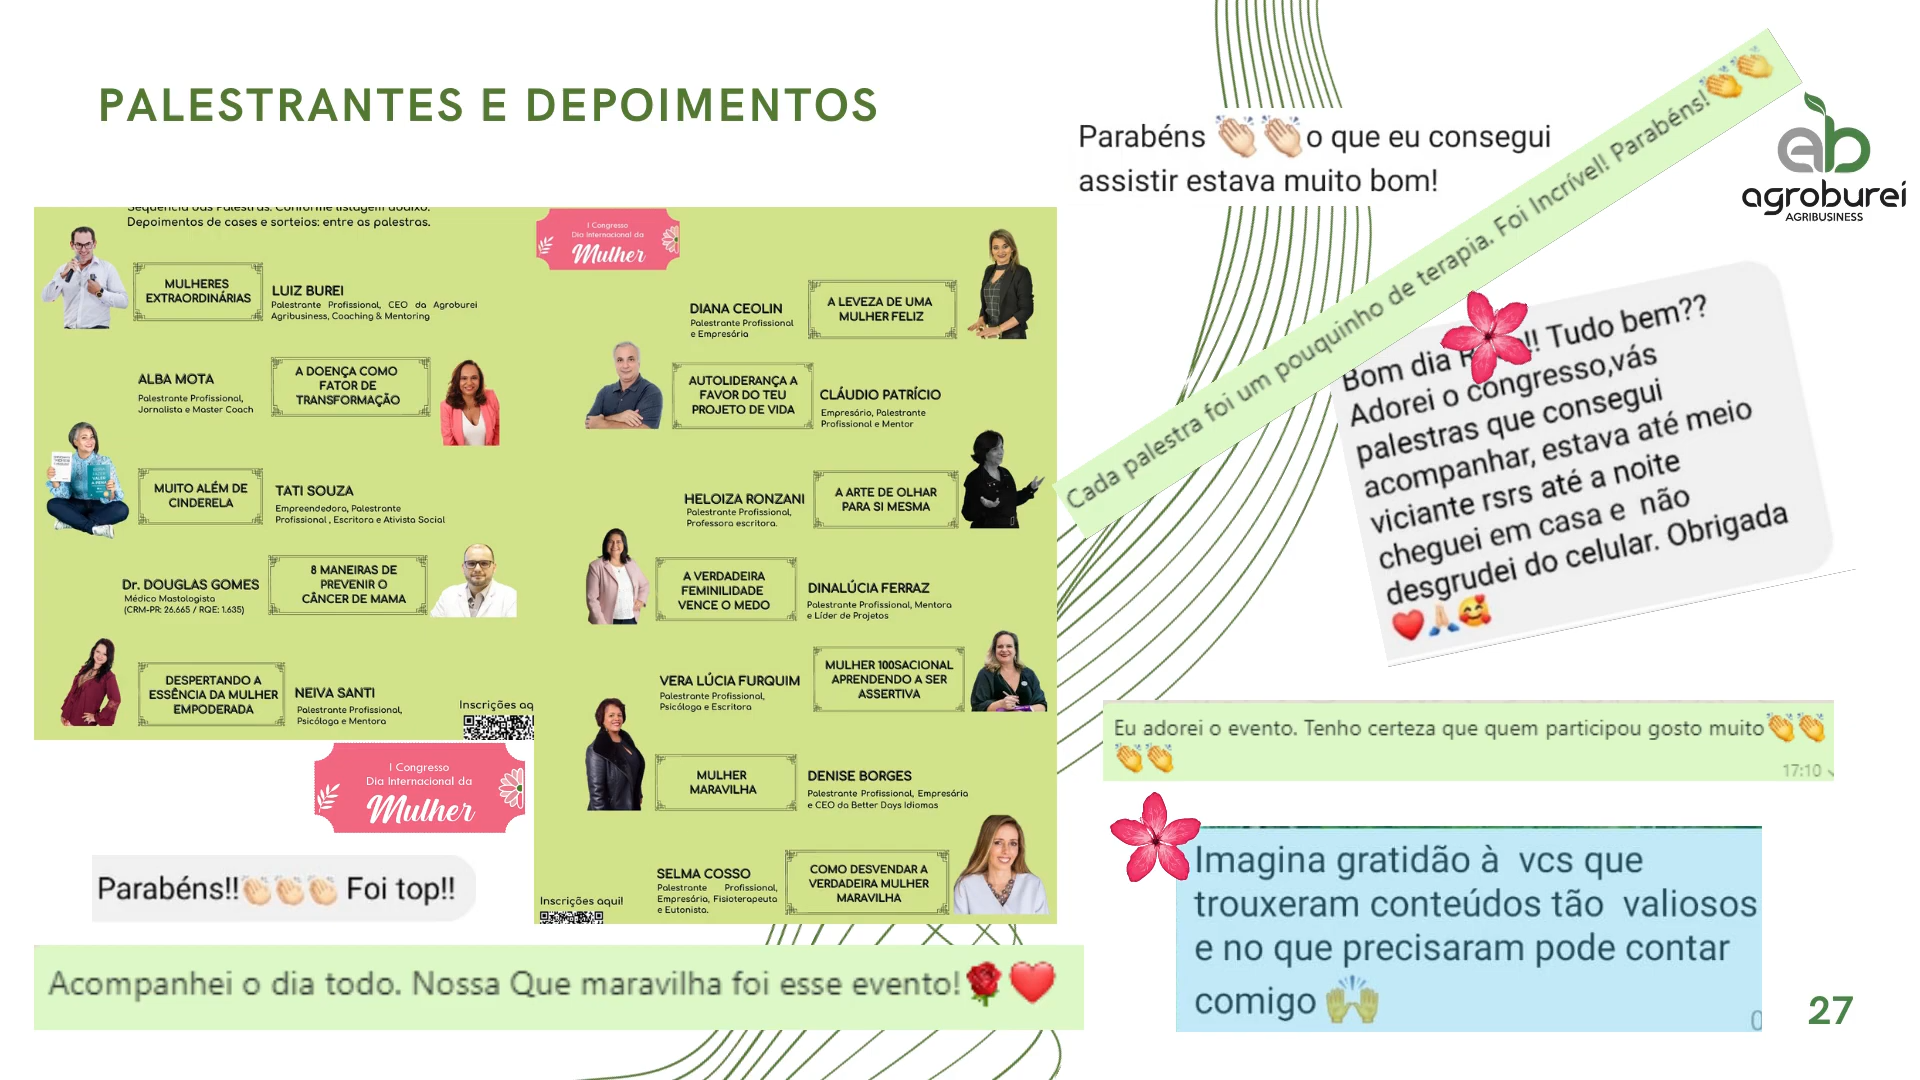 PALESTRANTES E DEPOIMENTOS
Sequência das Palestras: Conforme listagem abaixo.
Depoimentos de cases e sorteios: entre as palestras.
MULHERES
EXTRAORDINÁRIAS
LUIZ BUREI
Palestrante Profissional, CEO da Agroburei
Agribusiness, Coaching & Mentoring
ALBA MOTA
Palestrante Profissional,
Jornalista e Master Coach
A DOENÇA COMO
FATOR DE
TRANSFORMAÇÃO
MUITO ALÉM DE
CINDERELA
TATI SOUZA
Empreendedora, Palestrante
Profissional , Escritora e Ativista Social
Dr. DOUGLAS GOMES
Médico Mastologista
(CRM-PR: 26.665 / RQE: 1.635)
8 MANEIRAS DE
PREVENIR O
CÂNCER DE MAMA
DESPERTANDO A
ESSÊNCIA DA MULHER
EMPODERADA
NEIVA SANTI
Palestrante Profissional,
Psicóloga e Mentora
Inscrições aq
I Congresso
Dia Internacional da
Mulher
DIANA CEOLIN
Palestrante Profissional
e Empresária
A LEVEZA DE UMA
MULHER FELIZ
AUTOLIDERANÇA A
FAVOR DO TEU
PROJETO DE VIDA
CLÁUDIO PATRÍCIO
Empresário, Palestrante
Profissional e Mentor
HELOIZA RONZANI
Palestrante Profissional,
Professora escritora.
A ARTE DE OLHAR
PARA SI MESMA
A VERDADEIRA
FEMINILIDADE
VENCE O MEDO
DINALÚCIA FERRAZ
Palestrante Profissional, Mentora
e Líder de Projetos
VERA LÚCIA FURQUIM
Palestrante Profissional,
Psicóloga e Escritora
MULHER 100SACIONAL
APRENDENDO A SER
ASSERTIVA
MULHER
MARAVILHA
DENISE BORGES
Palestrante Profissional, Empresária
e CEO da Better Days Idiomas
SELMA COSSO
Palestrante Profissional,
Empresária, Fisioterapeuta
e Eutonista.
COMO DESVENDAR A
VERDADEIRA MULHER
MARAVILHA
Inscrições aqui!
I Congresso
Dia Internacional da
Mulher
Parabéns!!👏🏻👏🏻👏🏻 Foi top!!
Acompanhei o dia todo. Nossa Que maravilha foi esse evento!🌹❤️
Parabéns 👏🏻👏🏻o que eu consegui
assistir estava muito bom!
Cada palestra foi um pouquinho de terapia. Foi Incrível! Parabéns!👏👏
ab
agroburei
AGRIBUSINESS
Bom dia !! Tudo bem??
Adorei o congresso,vás
palestras que consegui
acompanhar, estava até meio
viciante rsrs até a noite
cheguei em casa e não
desgrudei do celular. Obrigada
❤️🙏🏻🥰
Eu adorei o evento. Tenho certeza que quem participou gosto muito👏👏
👏👏
17:10
Imagina gratidão à vcs que
trouxeram conteúdos tão valiosos
e no que precisaram pode contar
comigo 🙌
27